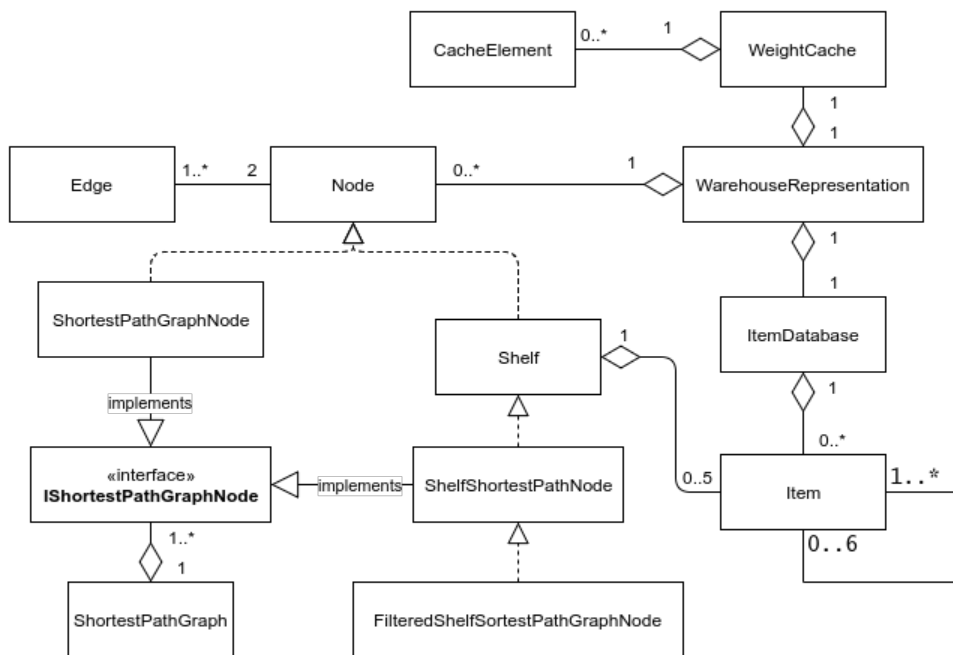 CacheElement
0..*
1
WeightCache
1
1
Edge
1..*
2
Node
0..*
1
WarehouseRepresentation
1
1
ShortestPathGraphNode
Shelf
1
ItemDatabase
1
0..*
implements
«interface»
IShortestPathGraphNode
implements
ShelfShortestPathNode
0..5
Item
1..*
0..6
1..*
1
ShortestPathGraph
FilteredShelfSortestPathGraphNode